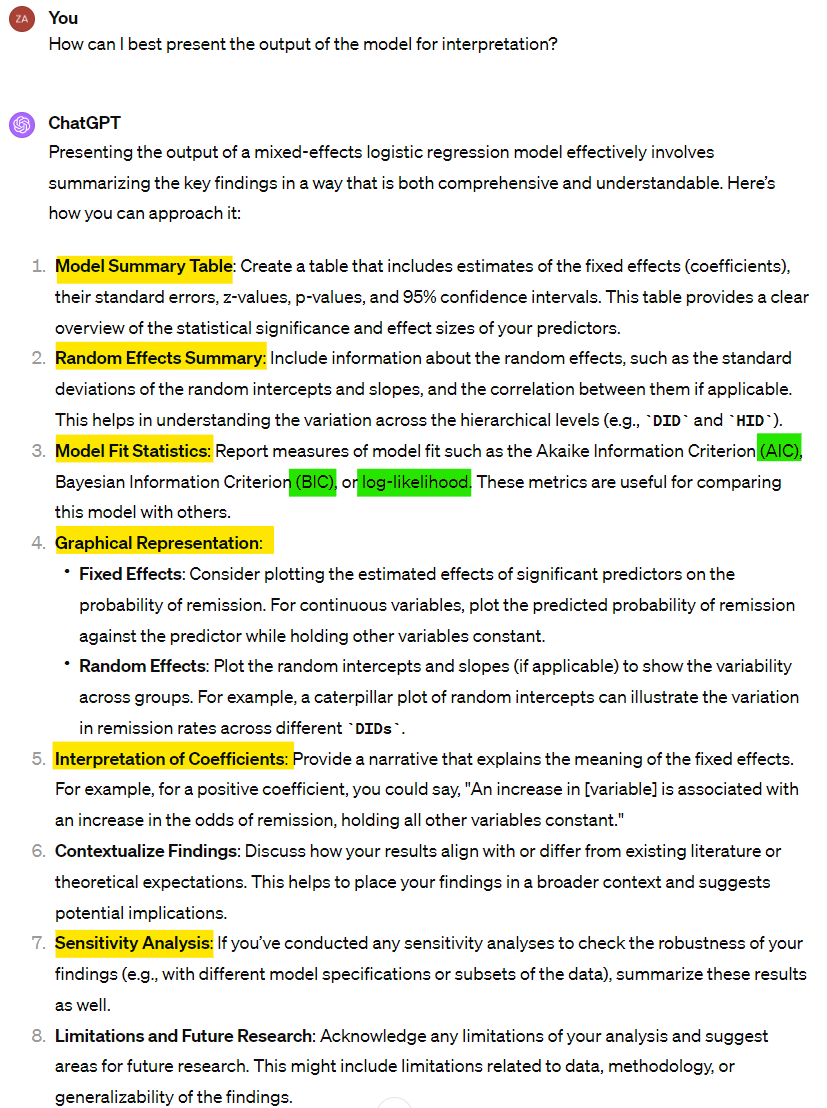 ZA
You
How can I best present the output of the model for interpretation?
ChatGPT
Presenting the output of a mixed-effects logistic regression model effectively involves
summarizing the key findings in a way that is both comprehensive and understandable. Here's
how you can approach it:
1. Model Summary Table: Create a table that includes estimates of the fixed effects (coefficients),
their standard errors, z-values, p-values, and 95% confidence intervals. This table provides a clear
overview of the statistical significance and effect sizes of your predictors.
2. Random Effects Summary: Include information about the random effects, such as the standard
deviations of the random intercepts and slopes, and the correlation between them if applicable.
This helps in understanding the variation across the hierarchical levels (e.g., `DID` and `HID`).
3. Model Fit Statistics: Report measures of model fit such as the Akaike Information Criterion (AIC),
Bayesian Information Criterion (BIC), or log-likelihood. These metrics are useful for comparing
this model with others.
4. Graphical Representation:
• Fixed Effects: Consider plotting the estimated effects of significant predictors on the
probability of remission. For continuous variables, plot the predicted probability of remission
against the predictor while holding other variables constant.
• Random Effects: Plot the random intercepts and slopes (if applicable) to show the variability
across groups. For example, a caterpillar plot of random intercepts can illustrate the variation
in remission rates across different `DIDs`.
5. Interpretation of Coefficients: Provide a narrative that explains the meaning of the fixed effects.
For example, for a positive coefficient, you could say, "An increase in [variable] is associated with
an increase in the odds of remission, holding all other variables constant."
6. Contextualize Findings: Discuss how your results align with or differ from existing literature or
theoretical expectations. This helps to place your findings in a broader context and suggests
potential implications.
7. Sensitivity Analysis: If you've conducted any sensitivity analyses to check the robustness of your
findings (e.g., with different model specifications or subsets of the data), summarize these results
as well.
8. Limitations and Future Research: Acknowledge any limitations of your analysis and suggest
areas for future research. This might include limitations related to data, methodology, or
generalizability of the findings.